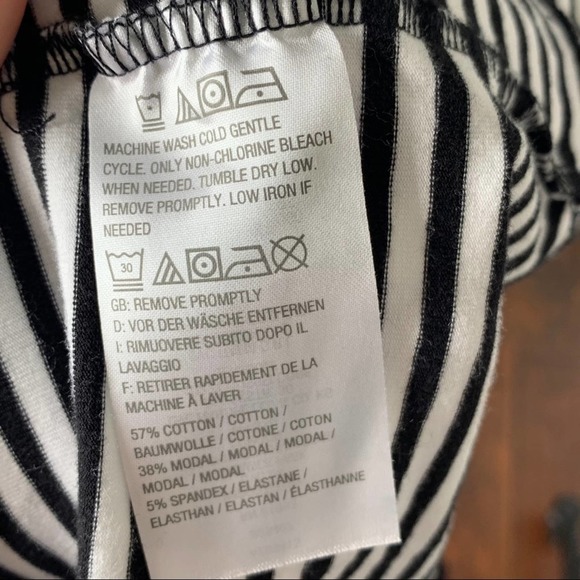 MACHINE WASH COLD GENTLE
CYCLE. ONLY NON-CHLORINE BLEACH
WHEN NEEDED. TUMBLE DRY LOW.
REMOVE PROMPTLY. LOW IRON IF
NEEDED
30
GB: REMOVE PROMPTLY
D: VOR DER WÄSCHE ENTFERNEN
I: RIMUOVERE SUBITO DOPO IL
LAVAGGIO
F: RETIRER RAPIDEMENT DE LA
MACHINE À LAVER
57% COTTON / COTTON /
BAUMWOLLE / COTONE / COTON
38% MODAL / MODAL / MODAL /
MODAL / MODAL
5% SPANDEX / ELASTANE /
ELASTHAN / ELASTAN / ÉLASTHANNE